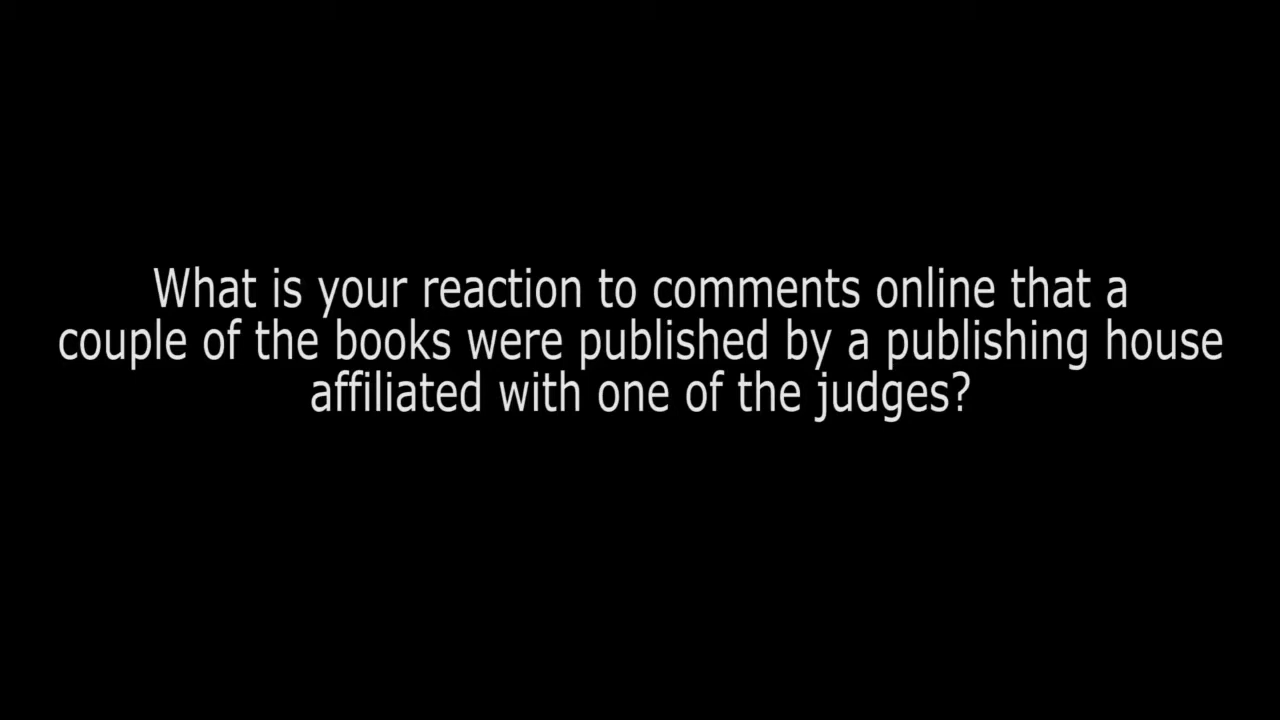 What is your reaction to comments online that a
couple of the books were published by a publishing house
affiliated with one of the judges?